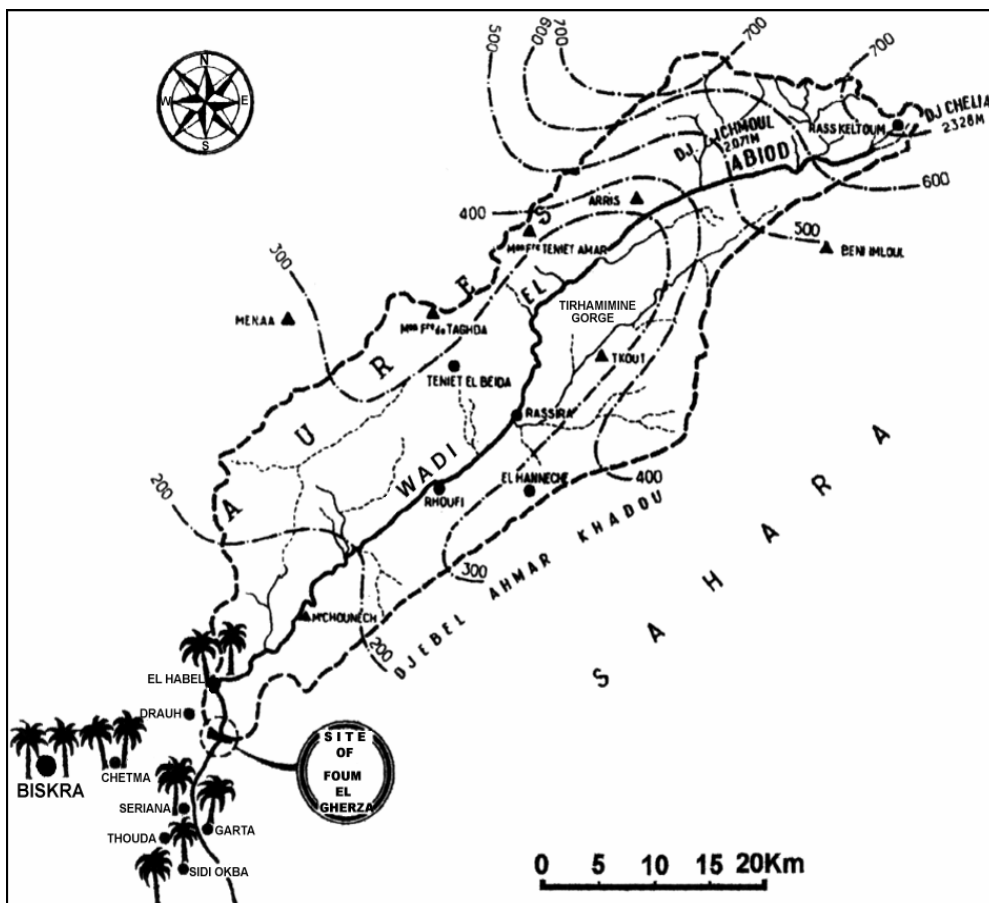 500
600
700
700
700
N
W
E
S
DJ CHELIA
2328M
RASS KELTOUM
DJ. ICHMOUL
2.071M
ABIOD
600
400
ARRIS
S
500
BENI IMLOUL
Mon Fre TENIET AMAR
300
E
EL
TIRHAMIMINE
GORGE
MENAA
Mon Fre de TAGHDA
R
TKOUT
TENIET EL BEIDA
U
RASSIRA
A
WADI
400
EL HANNECHE
200
A
RHOUFI
R
A
300
DJEBEL AHMAR KHADOU
H
M'CHOUNECH
200
A
S
EL HABEL
DRAUH
SITE
OF
FOUM
EL
GHERZA
CHETMA
BISKRA
SERIANA
GARTA
THOUDA
SIDI OKBA
0 5 10 15 20Km